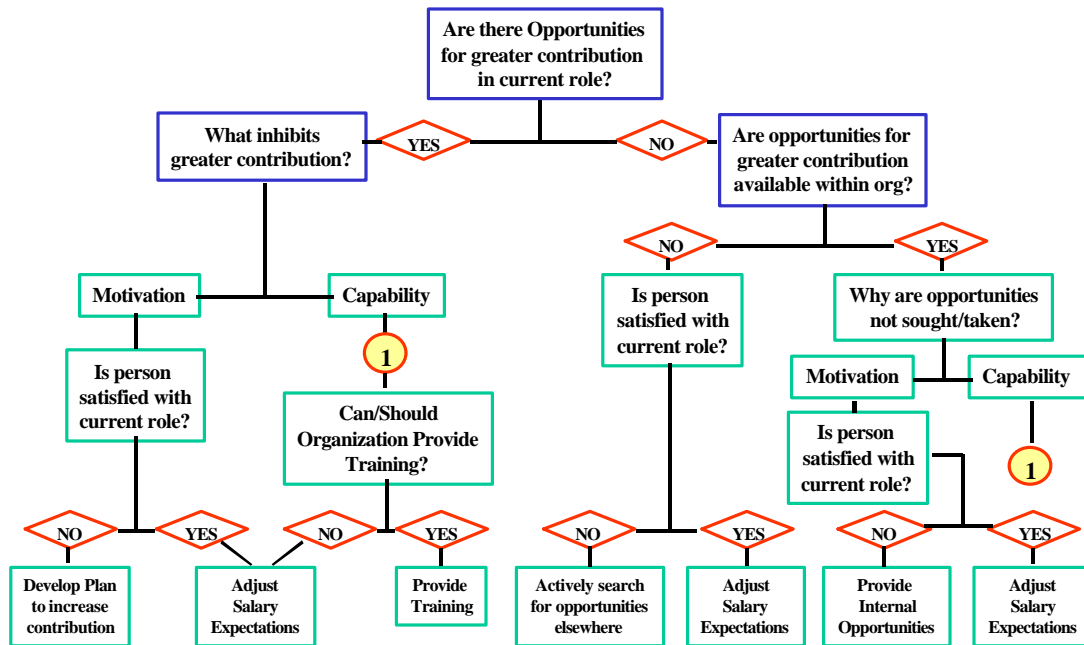 Are there Opportunities
for greater contribution
in current role?
What inhibits
greater contribution?
YES
NO
Are opportunities for
greater contribution
available within org?
NO
YES
Motivation
Capability
Is person
satisfied with
current role?
Why are opportunities
not sought/taken?
1
Is person
satisfied with
current role?
Motivation
Capability
Can/Should
Organization Provide
Training?
Is person
satisfied with
current role?
1
NO
YES
NO
YES
NO
YES
NO
YES
Develop Plan
to increase
contribution
Adjust
Salary
Expectations
Provide
Training
Actively search
for opportunities
elsewhere
Adjust
Salary
Expectations
Provide
Internal
Opportunities
Adjust
Salary
Expectations